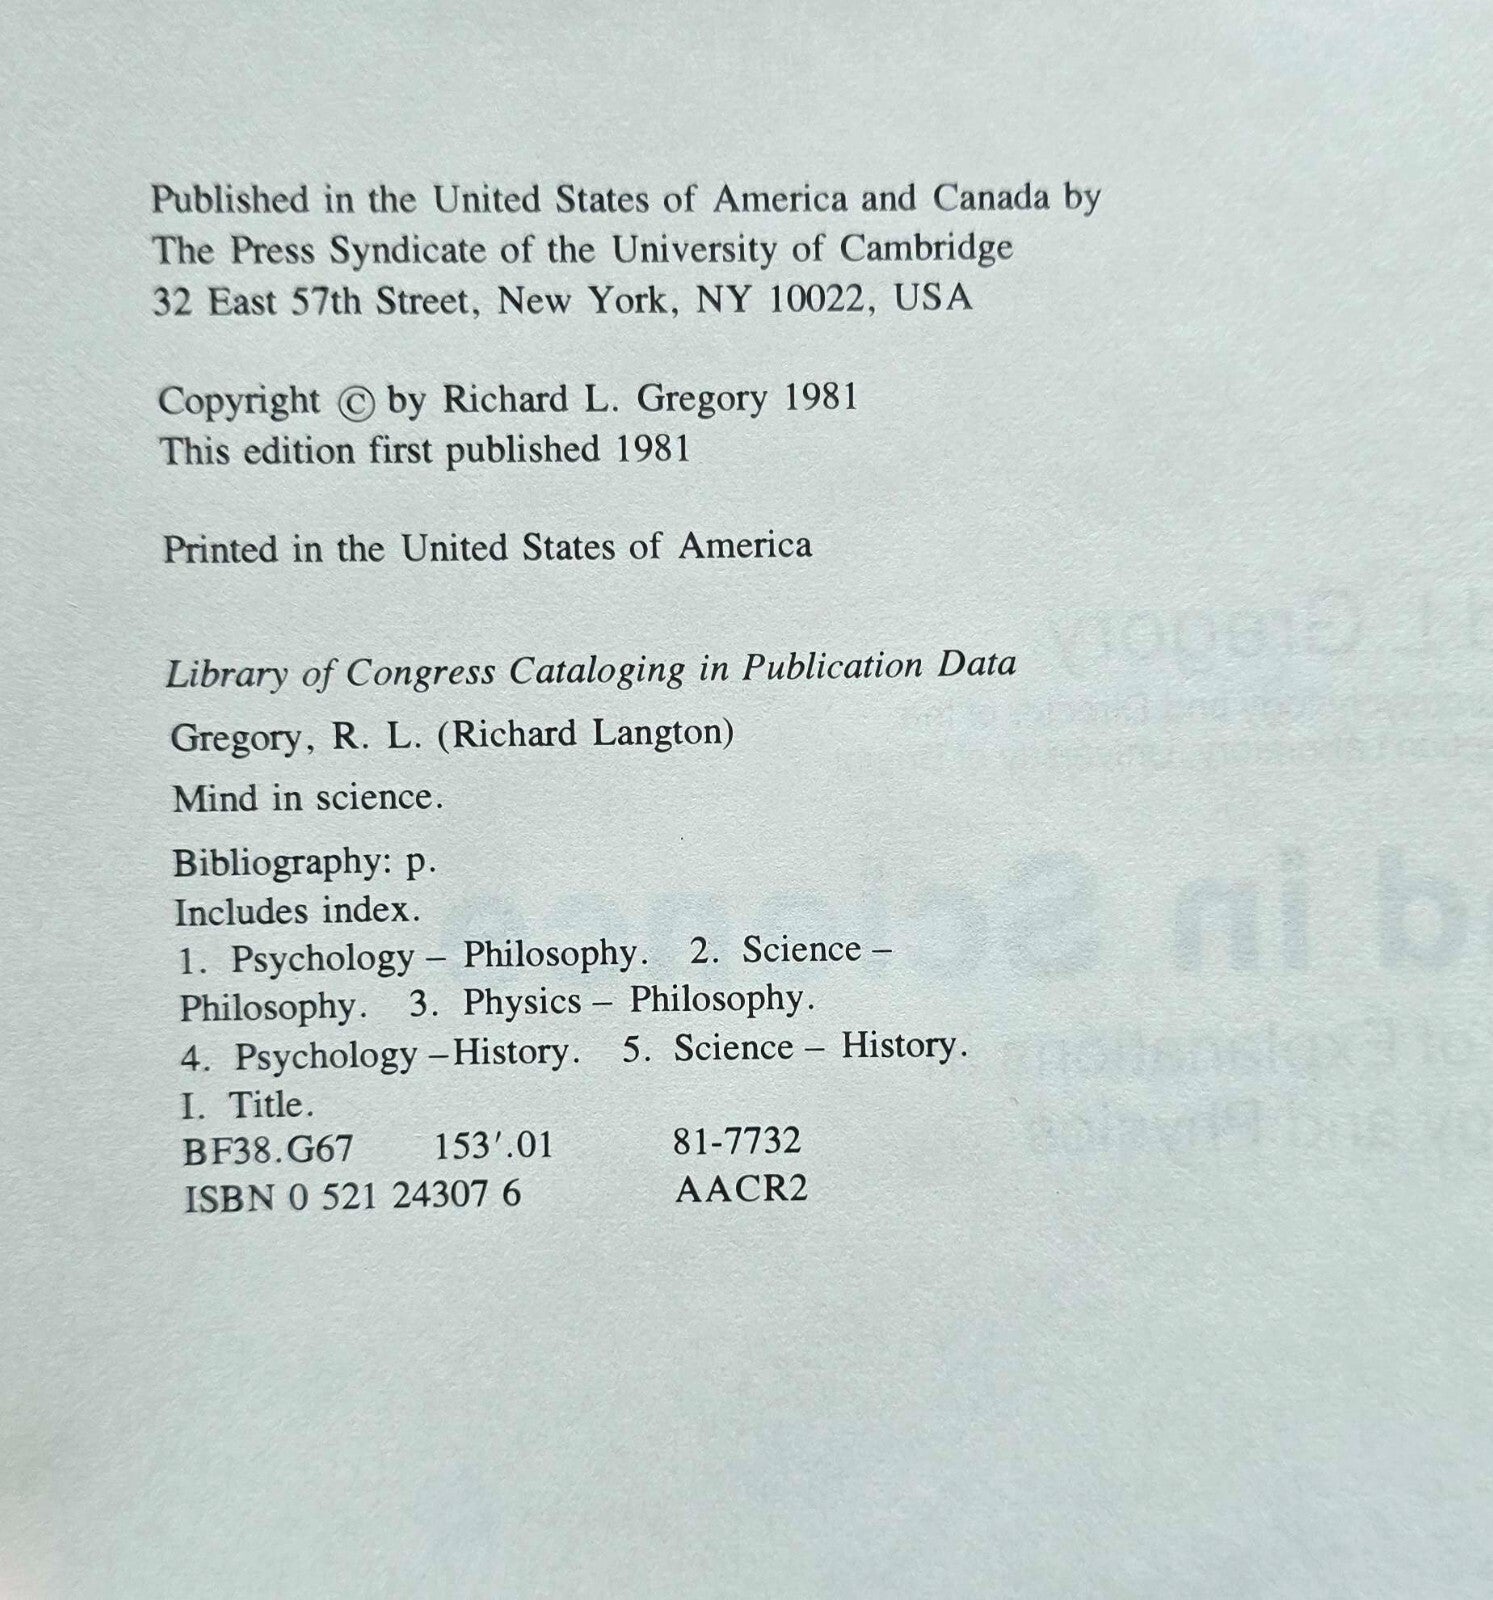 Published in the United States of America and Canada by
The Press Syndicate of the University of Cambridge
32 East 57th Street, New York, NY 10022, USA
Copyright © by Richard L. Gregory 1981
This edition first published 1981
Printed in the United States of America
Library of Congress Cataloging in Publication Data
Gregory, R. L. (Richard Langton)
Mind in science.
Bibliography: p.
Includes index.
1. Psychology – Philosophy. 2. Science –
Philosophy. 3. Physics – Philosophy.
4. Psychology –History. 5. Science – History.
I. Title.
BF38.G67 153′.01 81-7732
ISBN 0 521 24307 6 AACR2